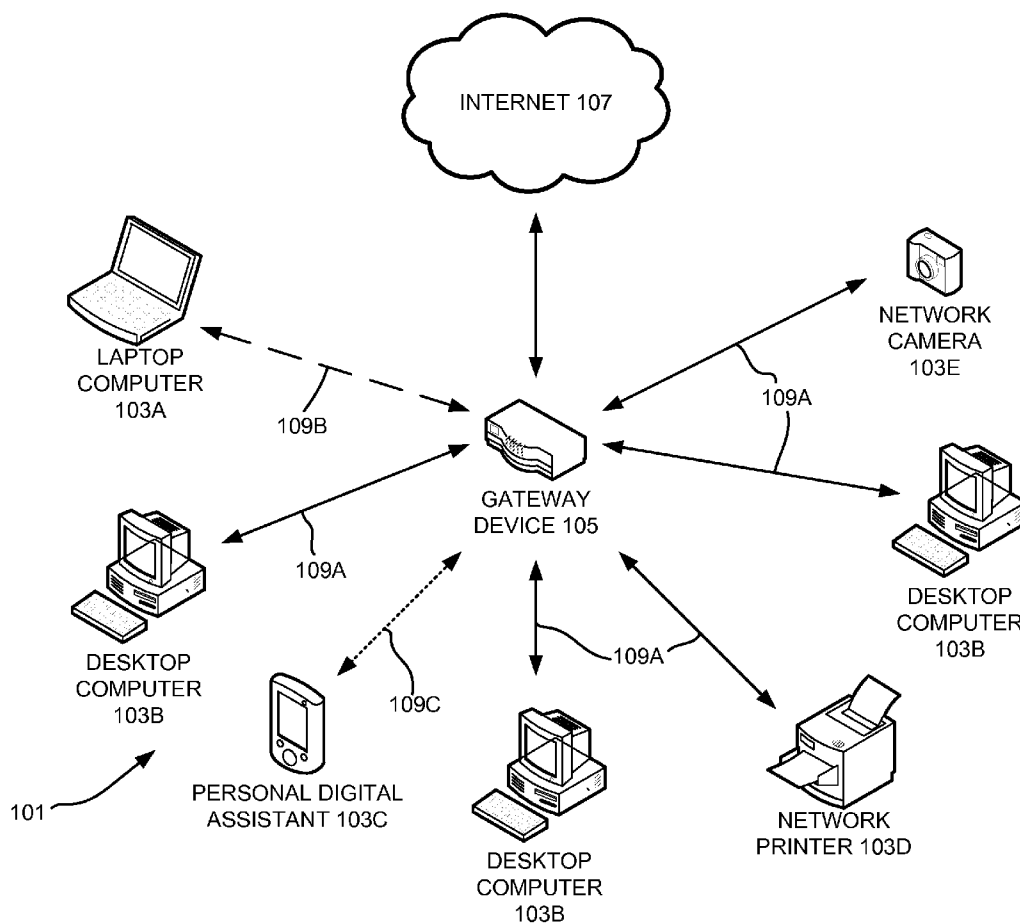 INTERNET 107
LAPTOP
COMPUTER
103A
109B
NETWORK
CAMERA
103E
109A
GATEWAY
DEVICE 105
109A
DESKTOP
COMPUTER
103B
DESKTOP
COMPUTER
103B
109C
109A
101
PERSONAL DIGITAL
ASSISTANT 103C
DESKTOP
COMPUTER
103B
NETWORK
PRINTER 103D